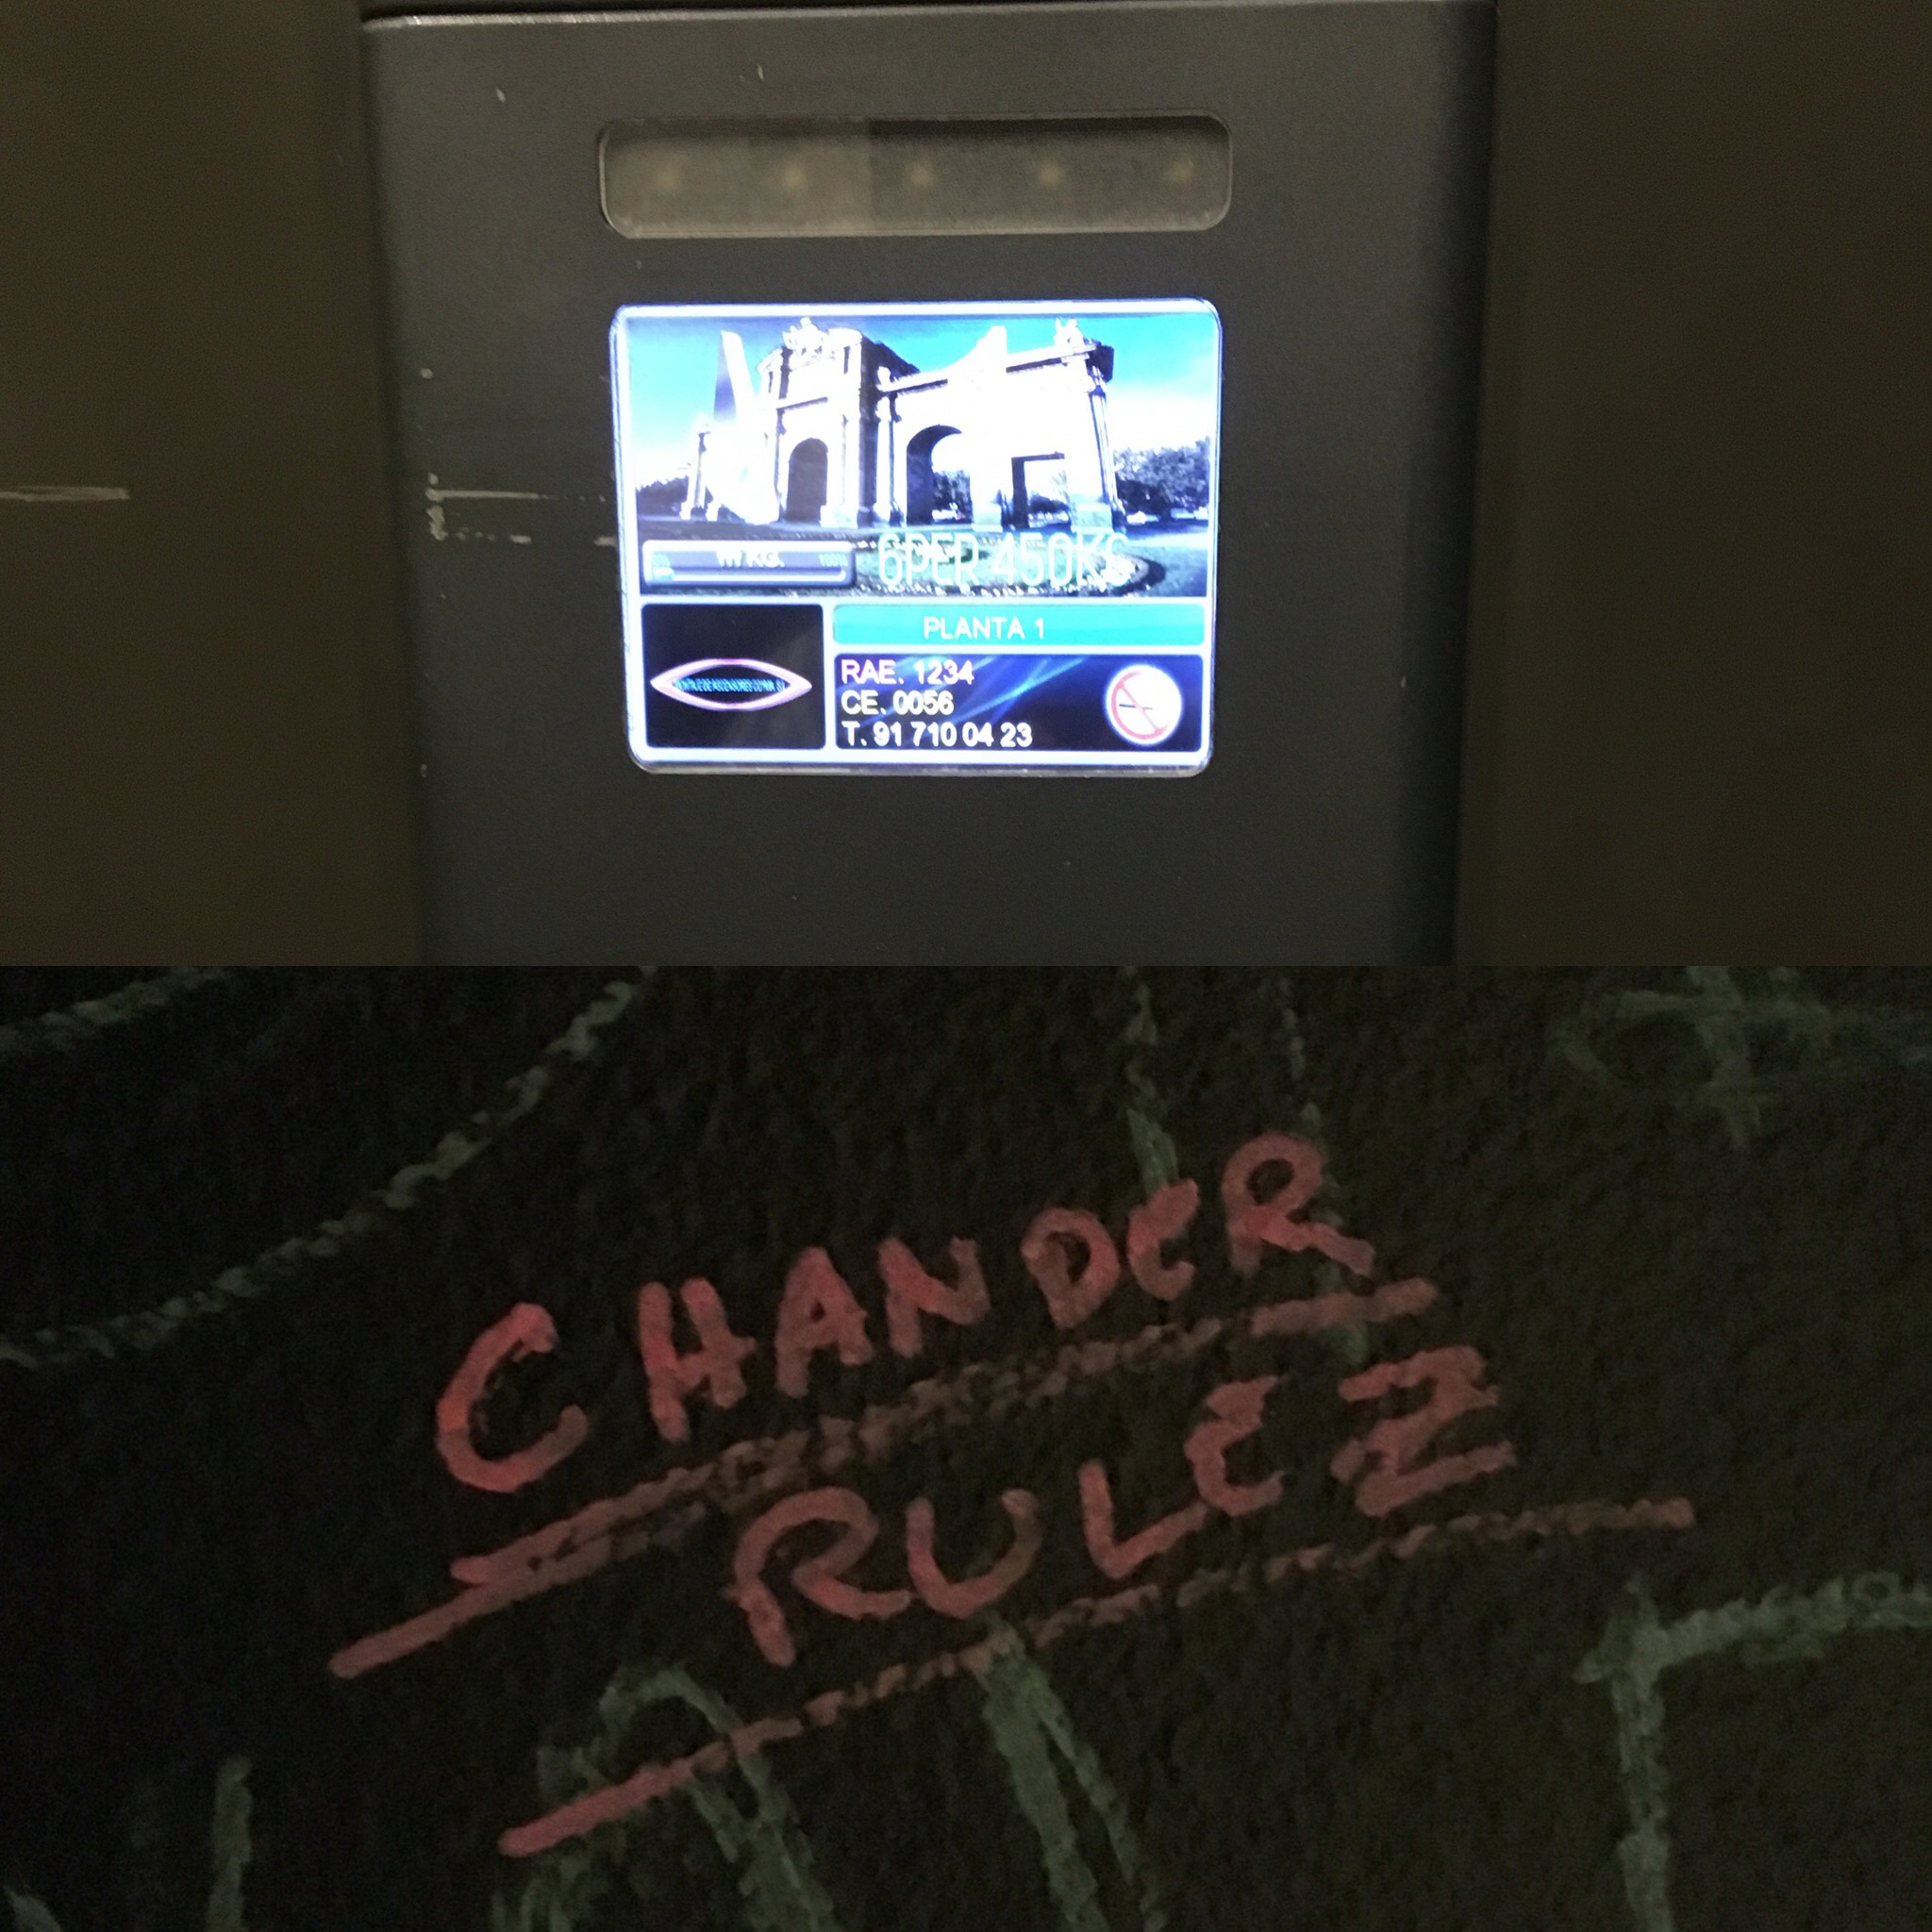 6PER 450KG
PLANTA 1
RAE. 1234
CE. 0056
T. 91 710 04 23
CHANDER
RULEZ